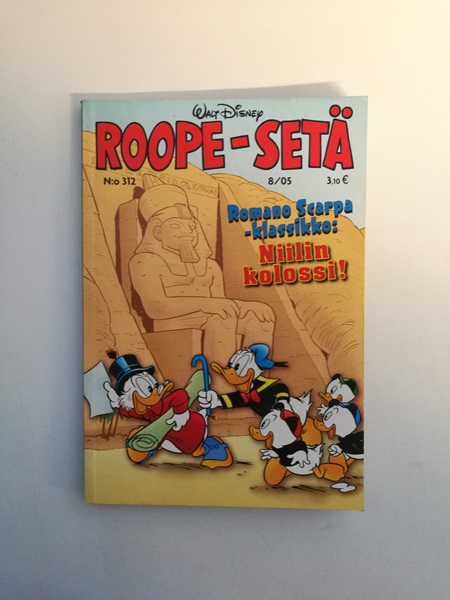 Walt Disney
ROOPE-SETÄ
N:o 312 8/05 3,10 €
Romano Scarpa
-klassikko:
Niilin
kolossi!